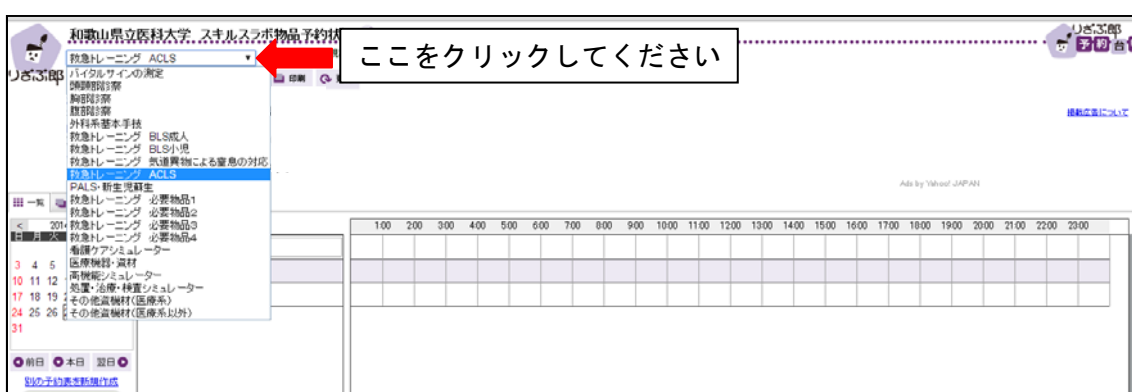 和歌山県立医科大学 スキルスラボ物品予約状
救急トレーニング ACLS
ここをクリックしてください
りざぶ郎
予約台
りざぶ郎
印刷
バイタルサインの測定
頭頸部診察
胸部診察
腹部診察
外科系基本手技
救急トレーニング BLS成人
救急トレーニング BLS小児
救急トレーニング 気道異物による窒息の対応
救急トレーニング ACLS
PALS・新生児蘇生
救急トレーニング 必要物品1
救急トレーニング 必要物品2
救急トレーニング 必要物品3
救急トレーニング 必要物品4
看護ケアシミュレーター
医療機器・資材
高機能シミュレーター
処置・治療・検査シミュレーター
その他資機材(医療系)
その他資機材(医療系以外)
掲載広告について
Ads by Yahoo! JAPAN
一覧
< 201
日 月 火
3 4 5
10 11 12
17 18 19
24 25 26
31
1:00 2:00 3:00 4:00 5:00 6:00 7:00 8:00 9:00 10:00 11:00 12:00 13:00 14:00 15:00 16:00 17:00 18:00 19:00 20:00 21:00 22:00 23:00
前日 本日 翌日
別の予約表を新規作成